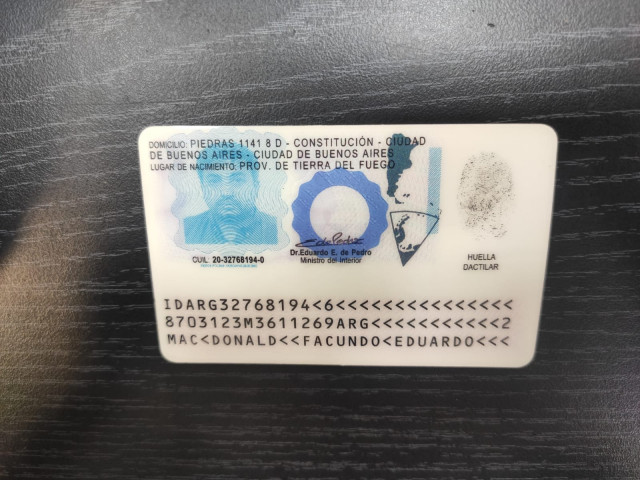 DOMICILIO: PIEDRAS 1141 8 D - CONSTITUCIÓN - CIUDAD
DE BUENOS AIRES - CIUDAD DE BUENOS AIRES
LUGAR DE NACIMIENTO: PROV. DE TIERRA DEL FUEGO
CUIL: 20-32768194-0
Dr.Eduardo E. de Pedro
Ministro del Interior
HUELLA
DACTILAR
IDARG32768194<6<<<<<<<<<<<<<<<
8703123M3611269ARG<<<<<<<<<<<2
MAC<DONALD<<FACUNDO<EDUARDO<<<